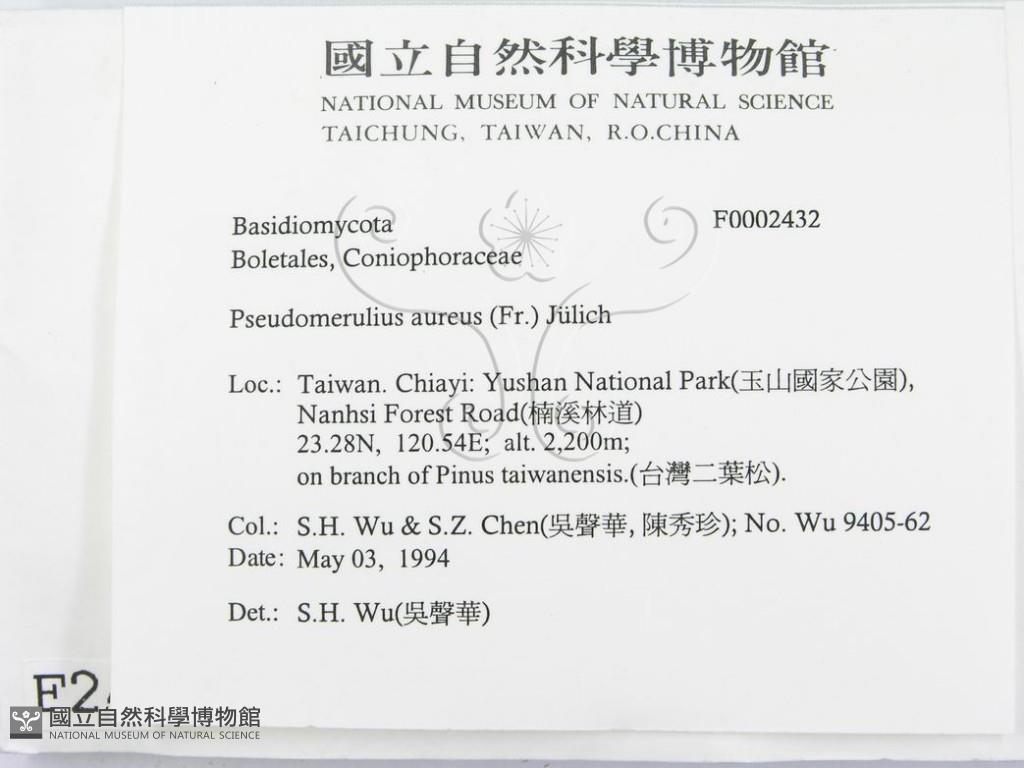 國立自然科學博物館
NATIONAL MUSEUM OF NATURAL SCIENCE
TAICHUNG, TAIWAN, R.O.CHINA
Basidiomycota F0002432
Boletales, Coniophoraceae
Pseudomerulius aureus (Fr.) Jülich
Loc.: Taiwan. Chiayi: Yushan National Park(玉山國家公園),
Nanhsi Forest Road(楠溪林道)
23.28N, 120.54E; alt. 2,200m;
on branch of Pinus taiwanensis.(台灣二葉松).
Col.: S.H. Wu & S.Z. Chen(吳聲華, 陳秀珍); No. Wu 9405-62
Date: May 03, 1994
Det.: S.H. Wu(吳聲華)
F2
國立自然科學博物館
NATIONAL MUSEUM OF NATURAL SCIENCE